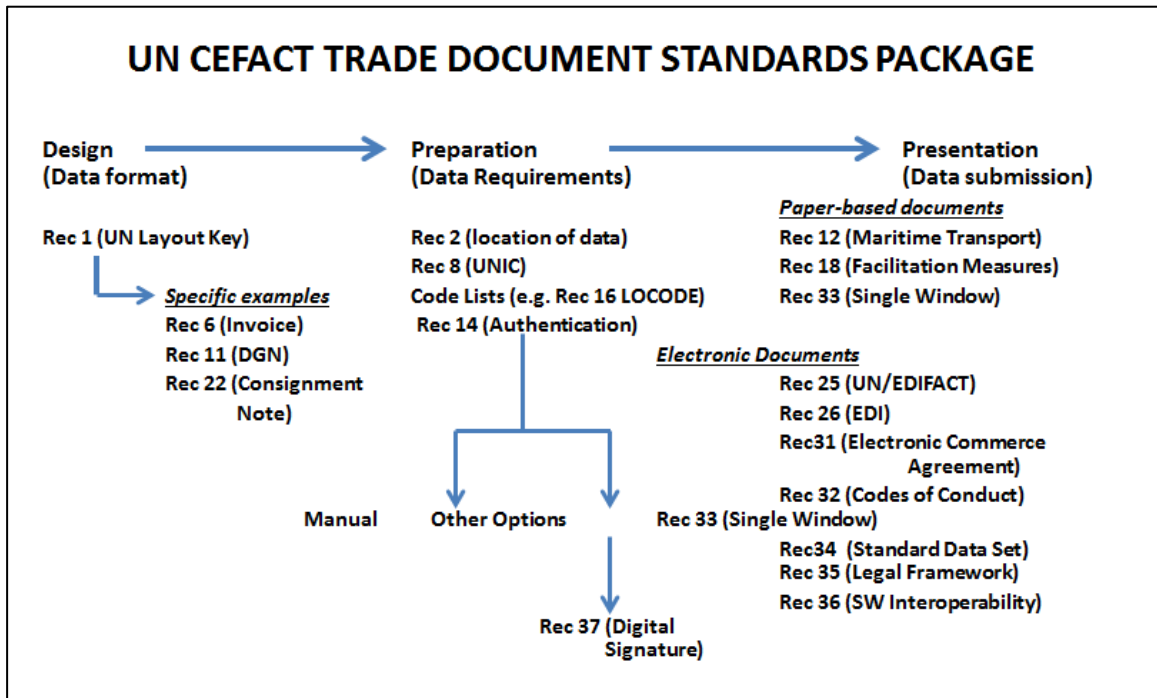 UN CEFACT TRADE DOCUMENT STANDARDS PACKAGE
Design
(Data format)
Preparation
(Data Requirements)
Presentation
(Data submission)
Rec 1 (UN Layout Key)
Specific examples
Rec 6 (Invoice)
Rec 11 (DGN)
Rec 22 (Consignment
Note)
Rec 2 (location of data)
Rec 8 (UNIC)
Code Lists (e.g. Rec 16 LOCODE)
Rec 14 (Authentication)
Manual
Other Options
Rec 37 (Digital
Signature)
Paper-based documents
Rec 12 (Maritime Transport)
Rec 18 (Facilitation Measures)
Rec 33 (Single Window)
Electronic Documents
Rec 25 (UN/EDIFACT)
Rec 26 (EDI)
Rec31 (Electronic Commerce
Agreement)
Rec 32 (Codes of Conduct)
Rec 33 (Single Window)
Rec34 (Standard Data Set)
Rec 35 (Legal Framework)
Rec 36 (SW Interoperability)